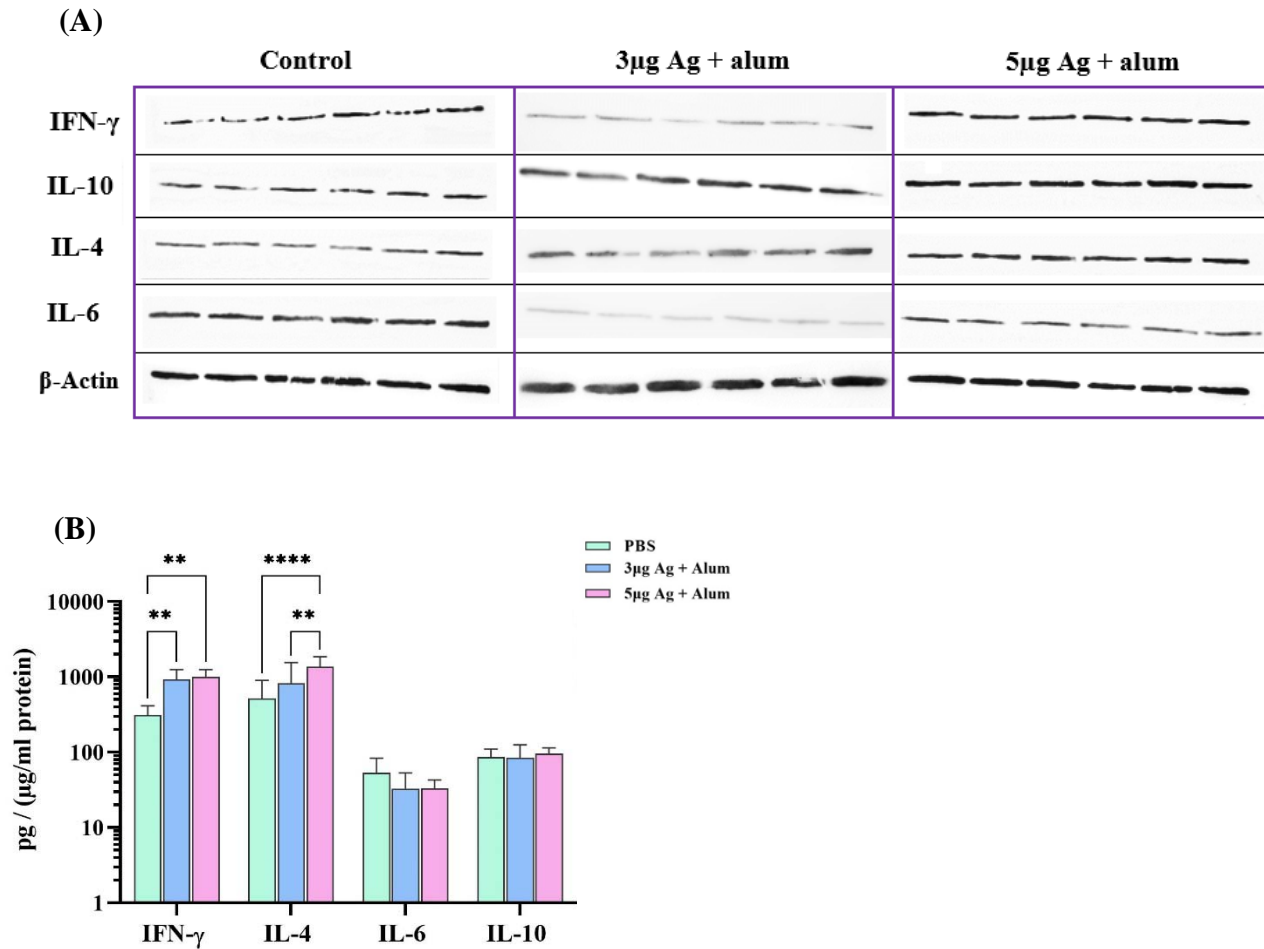 (A)
Control 3μg Ag + alum 5μg Ag + alum
IFN-γ
IL-10
IL-4
IL-6
β-Actin
(B)
PBS
3μg Ag + Alum
5μg Ag + Alum
** ****
** **
10000
1000
100
10
1
pg / (μg/ml protein)
IFN-γ IL-4 IL-6 IL-10